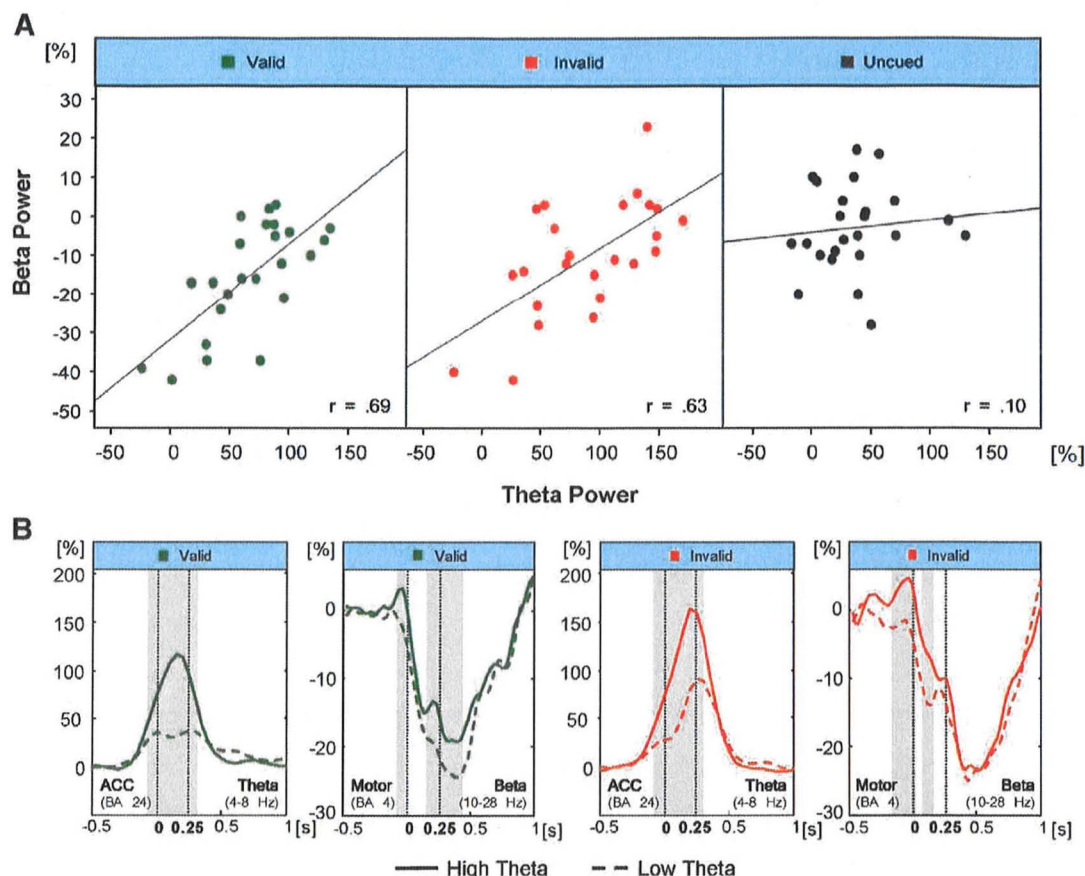 A
[%]
Valid
Invalid
Uncued
30
20
10
0
-10
-20
-30
-40
-50
Beta Power
r = .69
r = .63
r = .10
-50 0 50 100 150
-50 0 50 100 150
-50 0 50 100 150 [%]
Theta Power
B
[%] Valid
200
150
100
50
0
ACC Theta
(BA 24) (4-8 Hz)
-0.5 0 0.25 0.5 1 [s]
[%] Valid
0
-10
-20
-30
Motor Beta
(BA 4) (10-28 Hz)
-0.5 0 0.25 0.5 1 [s]
[%] Invalid
200
150
100
50
0
ACC Theta
(BA 24) (4-8 Hz)
-0.5 0 0.25 0.5 1 [s]
[%] Invalid
0
-10
-20
-30
Motor Beta
(BA 4) (10-28 Hz)
-0.5 0 0.25 0.5 1 [s]
High Theta Low Theta